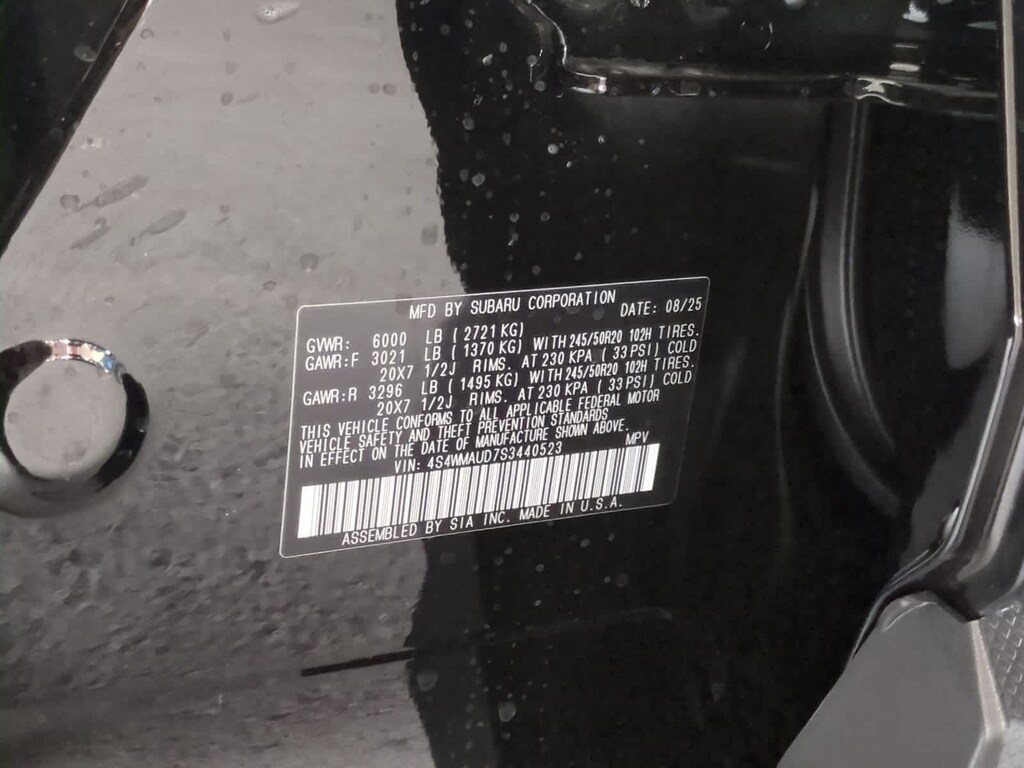 MFD BY SUBARU CORPORATION DATE: 08/25
GVWR: 6000 LB ( 2721 KG)
GAWR:F 3021 LB ( 1370 KG) WITH 245/50R20 102H TIRES.
20X7 1/2J RIMS. AT 230 KPA ( 33 PSI) COLD
GAWR:R 3296 LB ( 1495 KG) WITH 245/50R20 102H TIRES.
20X7 1/2J RIMS. AT 230 KPA ( 33 PSI) COLD
THIS VEHICLE CONFORMS TO ALL APPLICABLE FEDERAL MOTOR
VEHICLE SAFETY AND THEFT PREVENTION STANDARDS
IN EFFECT ON THE DATE OF MANUFACTURE SHOWN ABOVE.
VIN: 4S4WMAUD7S3440523 MPV
ASSEMBLED BY SIA INC. MADE IN U.S.A.